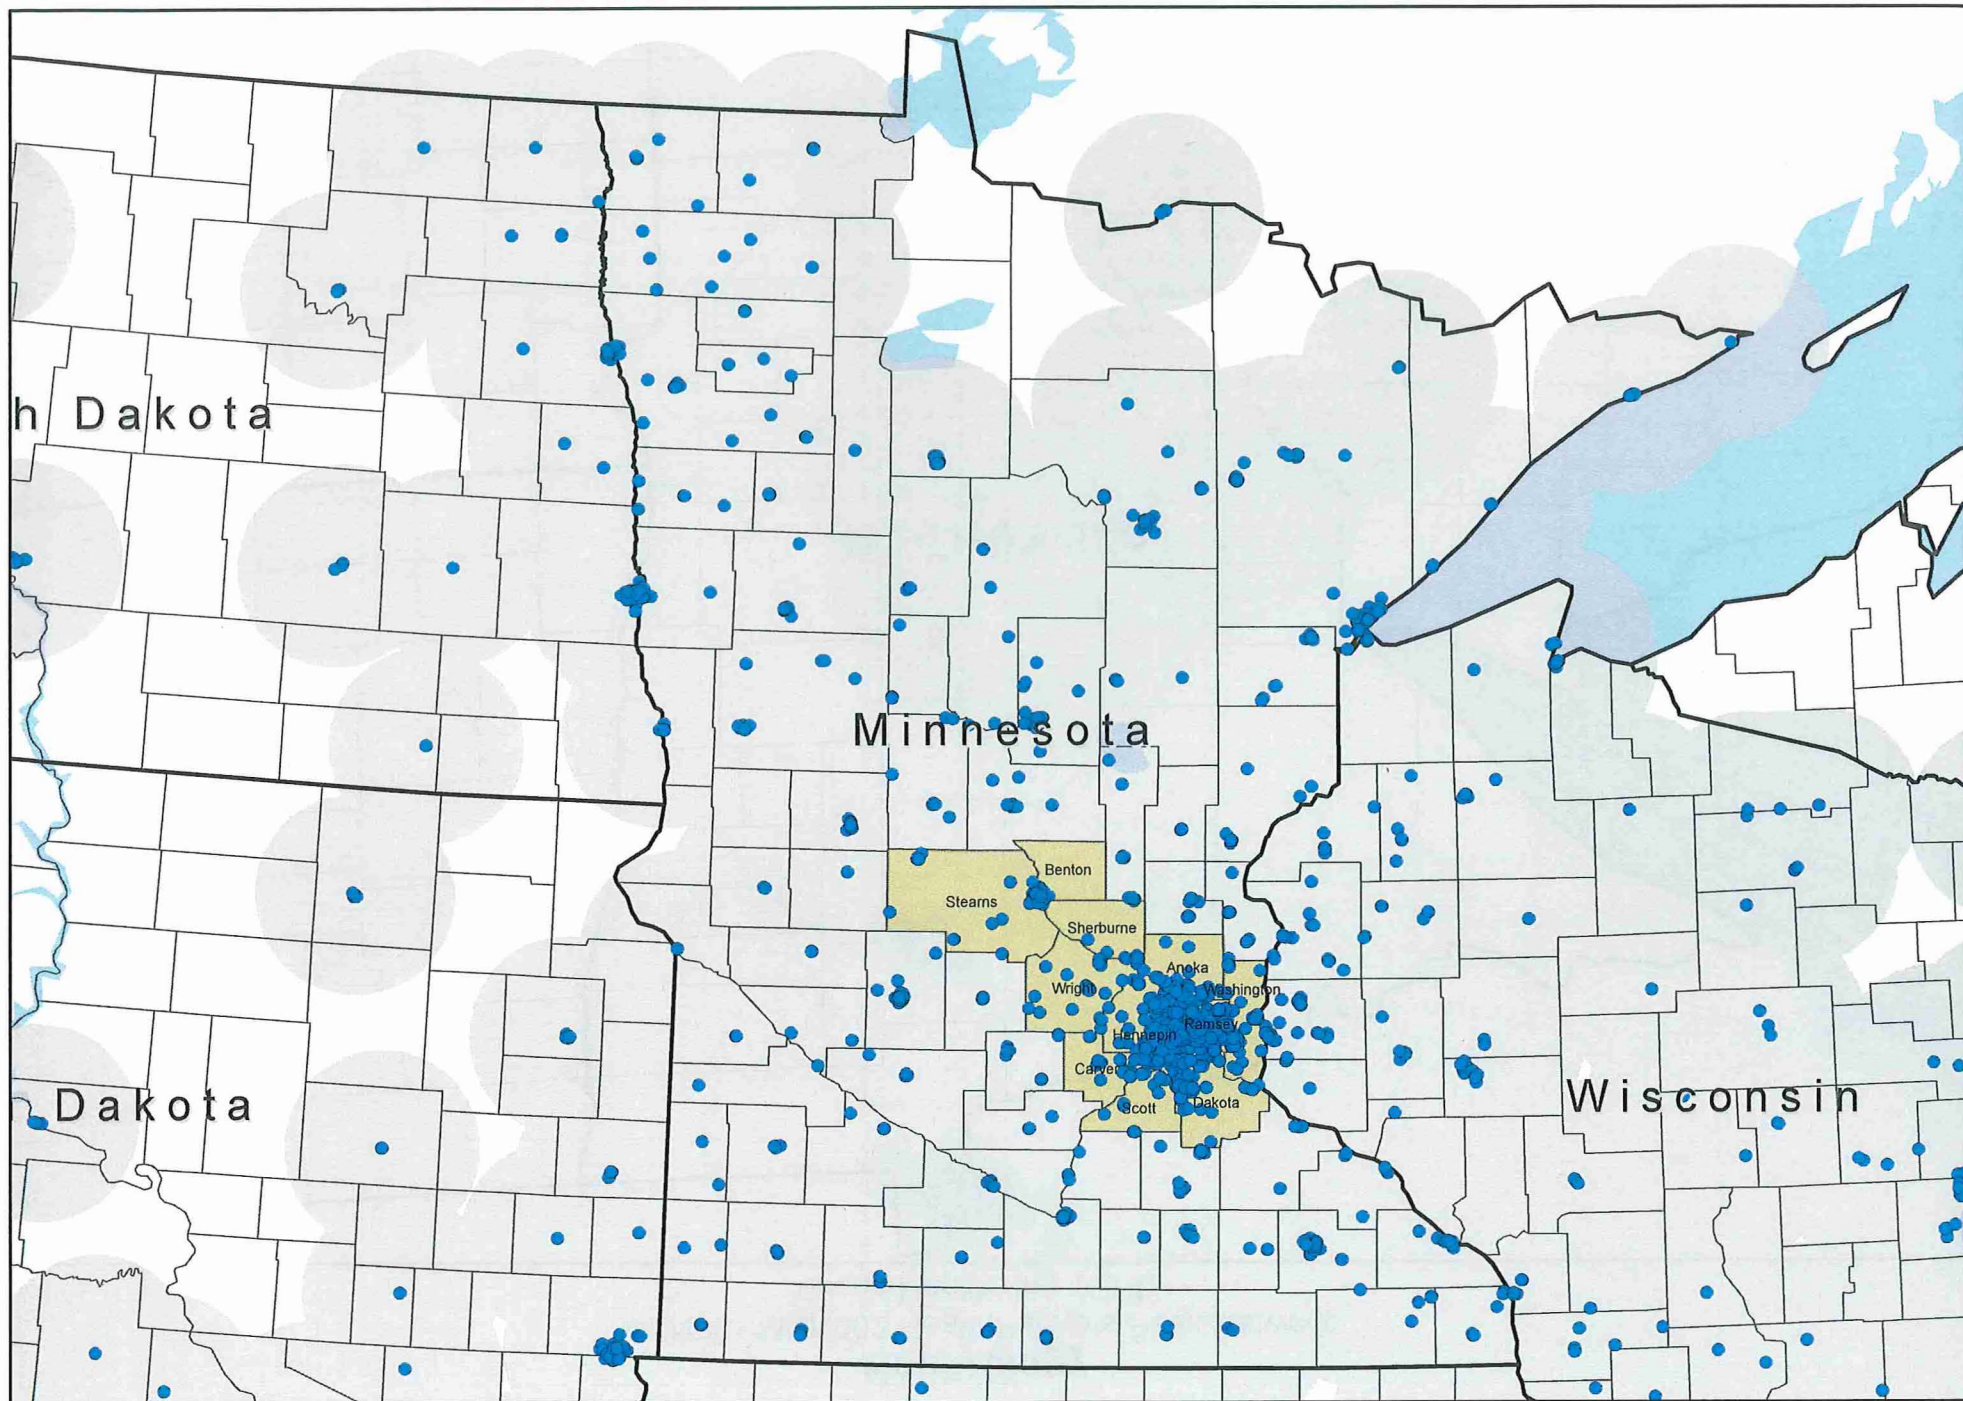 h Dakota
Minnesota
Benton
Stearns
Sherburne
Anoka
Wright
Washington
Ramsey
Hennepin
Carver
Dakota
Wisconsin
Scott
Dakota